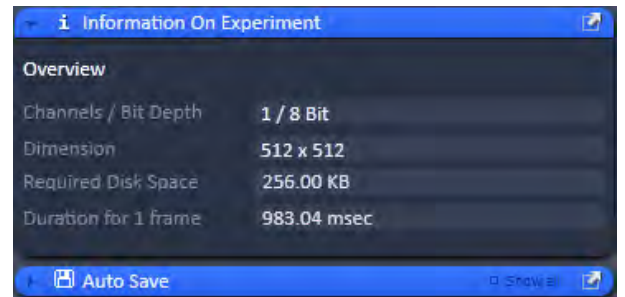 i Information On Experiment
Overview
Channels / Bit Depth 1 / 8 Bit
Dimension 512 x 512
Required Disk Space 256.00 KB
Duration for 1 frame 983.04 msec
Auto Save Show all